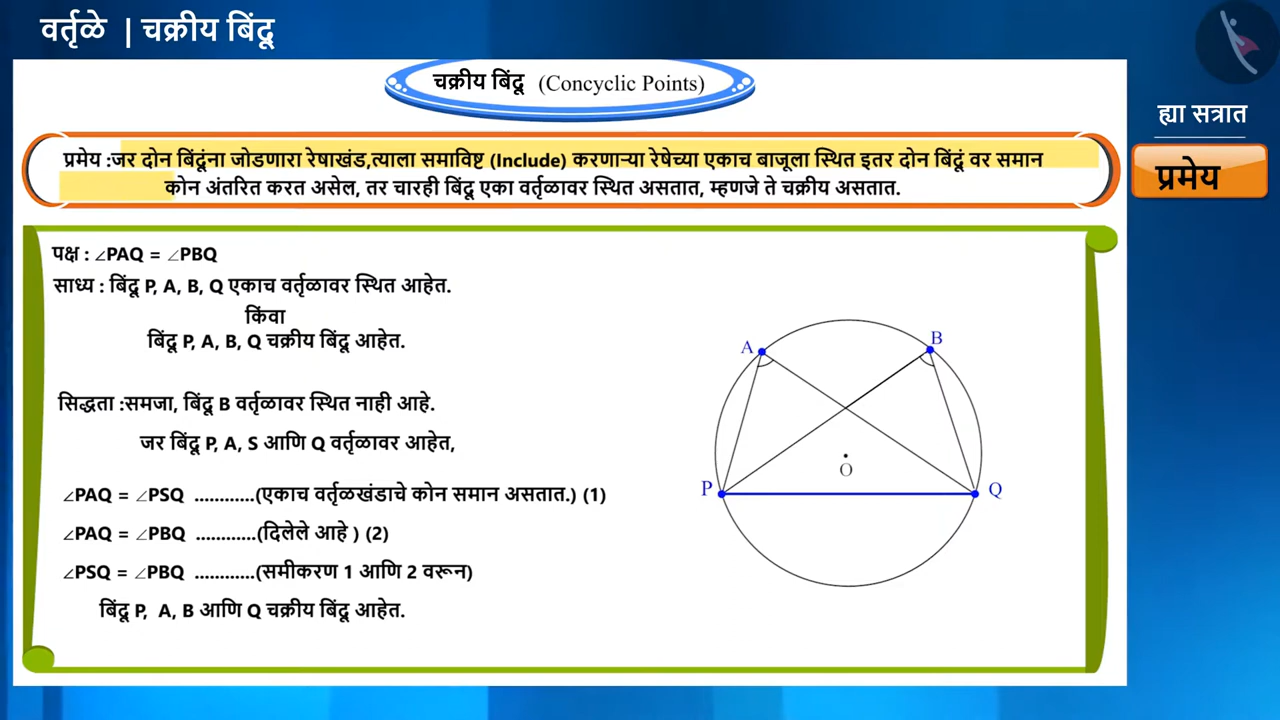 वर्तृळे | चक्रीय बिंदू
चक्रीय बिंदू (Concyclic Points)
ह्या सत्रात
प्रमेय
प्रमेय :जर दोन बिंदूंना जोडणारा रेषाखंड,त्याला समाविष्ट (Include) करणाऱ्या रेषेच्या एकाच बाजूला स्थित इतर दोन बिंदूं वर समान
कोन अंतरित करत असेल, तर चारही बिंदू एका वर्तृळावर स्थित असतात, म्हणजे ते चक्रीय असतात.
पक्ष : ∠PAQ = ∠PBQ
साध्य : बिंदू P, A, B, Q एकाच वर्तृळावर स्थित आहेत.
किंवा
बिंदू P, A, B, Q चक्रीय बिंदू आहेत.
सिद्धता :समजा, बिंदू B वर्तृळावर स्थित नाही आहे.
जर बिंदू P, A, S आणि Q वर्तृळावर आहेत,
∠PAQ = ∠PSQ ............(एकाच वर्तृळखंडाचे कोन समान असतात.) (1)
∠PAQ = ∠PBQ ............(दिलेले आहे ) (2)
∠PSQ = ∠PBQ ............(समीकरण 1 आणि 2 वरून)
बिंदू P, A, B आणि Q चक्रीय बिंदू आहेत.
A
B
O
P
Q